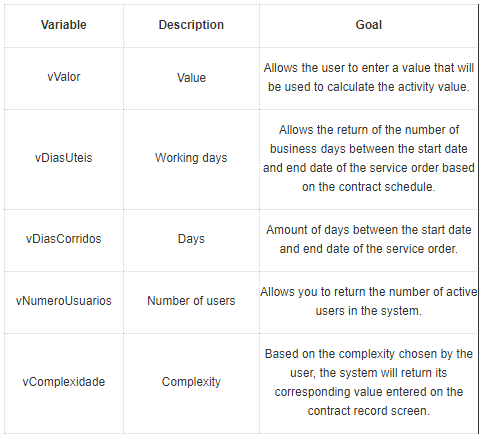 Variable Description Goal
vValor Value Allows the user to enter a value that will
be used to calculate the activity value.
vDiasUteis Working days Allows the return of the number of
business days between the start date
and end date of the service order based
on the contract schedule.
vDiasCorridos Days Amount of days between the start date
and end date of the service order.
vNumeroUsuarios Number of users Allows you to return the number of active
users in the system.
vComplexidade Complexity Based on the complexity chosen by the
user, the system will return its
corresponding value entered on the
contract record screen.